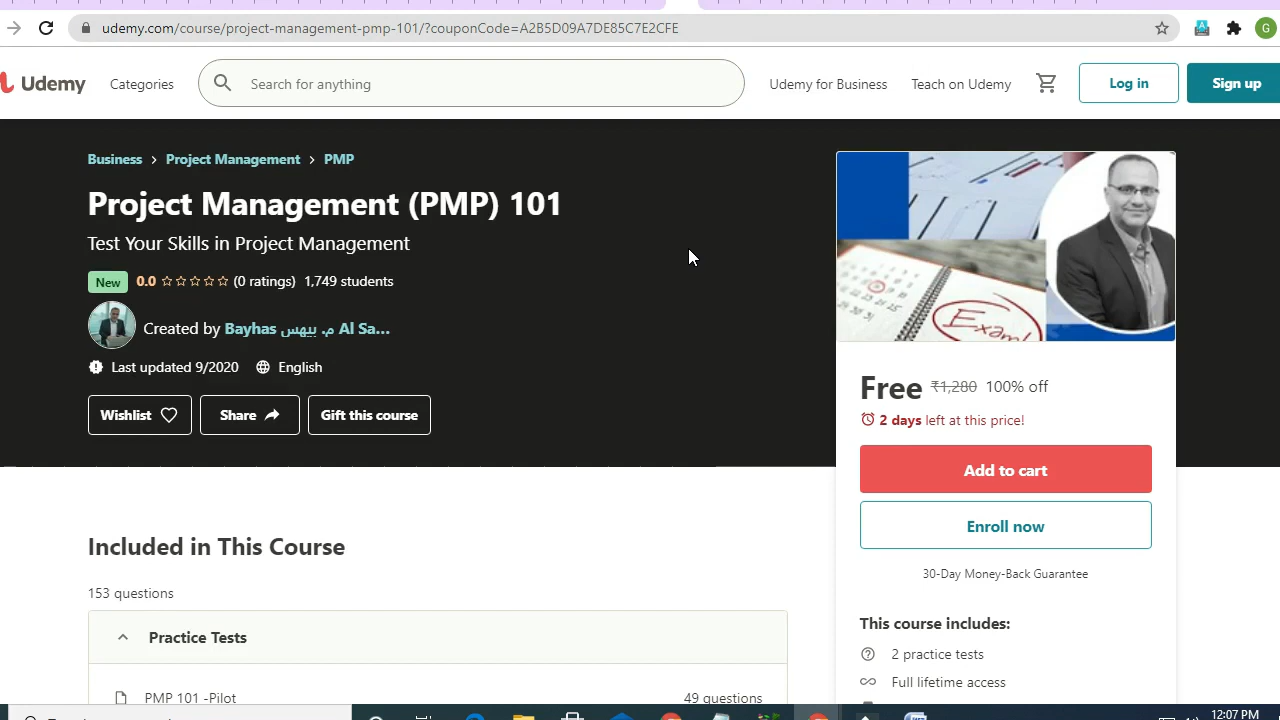 udemy.com/course/project-management-pmp-101/?couponCode=A2B5D09A7DE85C7E2CFE
G
Udemy
Categories
Search for anything
Udemy for Business
Teach on Udemy
Log in
Sign up
Business > Project Management > PMP
Project Management (PMP) 101
Test Your Skills in Project Management
New 0.0 (0 ratings) 1,749 students
Created by Bayhas م. بيهس Al Sa...
Last updated 9/2020 English
Wishlist
Share
Gift this course
Exam
Free ₹1,280 100% off
2 days left at this price!
Add to cart
Enroll now
30-Day Money-Back Guarantee
This course includes:
2 practice tests
Full lifetime access
Included in This Course
153 questions
Practice Tests
PMP 101 -Pilot 49 questions
12:07 PM